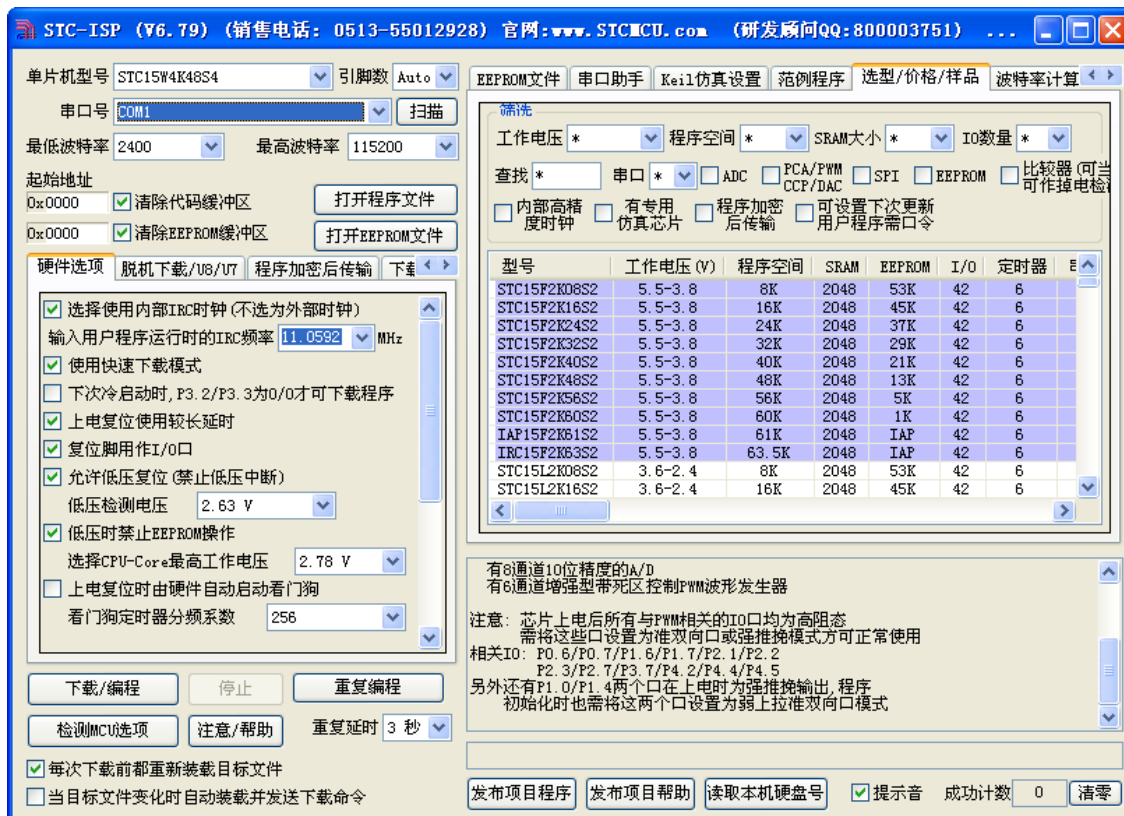 STC-ISP (V6.79) (销售电话: 0513-55012928) 官网:www.STCMCU.com (研发顾问QQ:800003751) ...
单片机型号 STC15W4K48S4 引脚数 Auto
串口号 COM1 扫描
最低波特率 2400 最高波特率 115200
起始地址
0x0000 清除代码缓冲区 打开程序文件
0x0000 清除EEPROM缓冲区 打开EEPROM文件
硬件选项 脱机下载/U8/U7 程序加密后传输 下载
选择使用内部IRC时钟(不选为外部时钟)
输入用户程序运行时的IRC频率 11.0592 MHz
使用快速下载模式
下次冷启动时,P3.2/P3.3为0/0才可下载程序
上电复位使用较长延时
复位脚用作I/O口
允许低压复位(禁止低压中断)
低压检测电压 2.63 V
低压时禁止EEPROM操作
选择CPU-Core最高工作电压 2.78 V
上电复位时由硬件自动启动看门狗
看门狗定时器分频系数 256
下载/编程 停止 重复编程
检测MCU选项 注意/帮助 重复延时 3 秒
每次下载前都重新装载目标文件
当目标文件变化时自动装载并发送下载命令
EEPROM文件 串口助手 Keil仿真设置 范例程序 选型/价格/样品 波特率计算
筛选
工作电压 * 程序空间 * SRAM大小 * IO数量 *
查找 * 串口 * ADC PCA/PWM CCP/DAC SPI EEPROM 比较器(可当 可作掉电检
内部高精度时钟 有专用仿真芯片 程序加密后传输 可设置下次更新用户程序需口令
型号 工作电压(V) 程序空间 SRAM EEPROM I/O 定时器
STC15F2K08S2 5.5-3.8 8K 2048 53K 42 6
STC15F2K16S2 5.5-3.8 16K 2048 45K 42 6
STC15F2K24S2 5.5-3.8 24K 2048 37K 42 6
STC15F2K32S2 5.5-3.8 32K 2048 29K 42 6
STC15F2K40S2 5.5-3.8 40K 2048 21K 42 6
STC15F2K48S2 5.5-3.8 48K 2048 13K 42 6
STC15F2K56S2 5.5-3.8 56K 2048 5K 42 6
STC15F2K60S2 5.5-3.8 60K 2048 1K 42 6
IAP15F2K61S2 5.5-3.8 61K 2048 IAP 42 6
IRC15F2K63S2 5.5-3.8 63.5K 2048 IAP 42 6
STC15L2K08S2 3.6-2.4 8K 2048 53K 42 6
STC15L2K16S2 3.6-2.4 16K 2048 45K 42 6
有8通道10位精度的A/D
有6通道增强型带死区控制PWM波形发生器
注意: 芯片上电后所有与PWM相关的IO口均为高阻态
需将这些口设置为准双向口或强推挽模式方可正常使用
相关IO: P0.6/P0.7/P1.6/P1.7/P2.1/P2.2
P2.3/P2.7/P3.7/P4.2/P4.4/P4.5
另外还有P1.0/P1.4两个口在上电时为强推挽输出,程序
初始化时也需将这两个口设置为弱上拉准双向口模式
发布项目程序 发布项目帮助 读取本机硬盘号 提示音 成功计数 0 清零